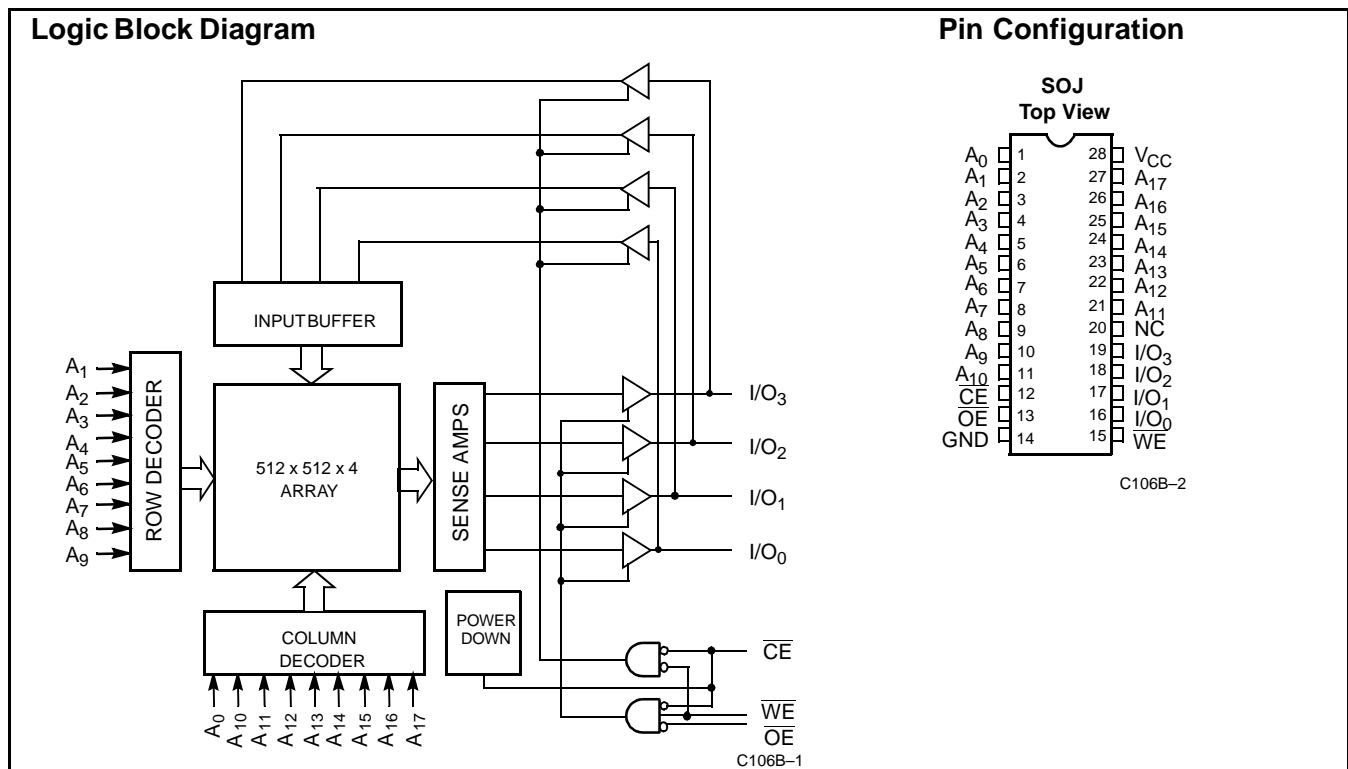 Logic Block Diagram
INPUT BUFFER
A1
A2
A3
A4
A5
A6
A7
A8
A9
ROW DECODER
512 x 512 x 4
ARRAY
SENSE AMPS
I/O3
I/O2
I/O1
I/O0
COLUMN
DECODER
POWER
DOWN
A0
A10
A11
A12
A13
A14
A15
A16
A17
CE
WE
OE
C106B–1
Pin Configuration
SOJ
Top View
A0 1 28 VCC
A1 2 27 A17
A2 3 26 A16
A3 4 25 A15
A4 5 24 A14
A5 6 23 A13
A6 7 22 A12
A7 8 21 A11
A8 9 20 NC
A9 10 19 I/O3
A10 11 18 I/O2
CE 12 17 I/O1
OE 13 16 I/O0
GND 14 15 WE
C106B–2